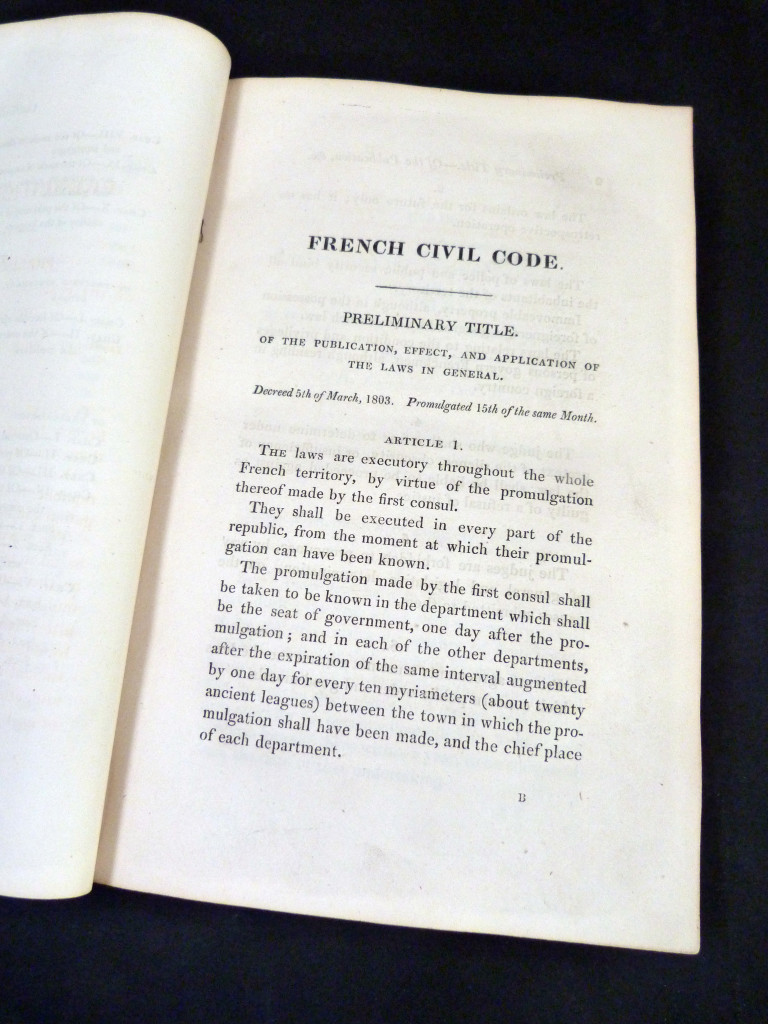 FRENCH CIVIL CODE.
PRELIMINARY TITLE.
OF THE PUBLICATION, EFFECT, AND APPLICATION OF
THE LAWS IN GENERAL.
Decreed 5th of March, 1803. Promulgated 15th of the same Month.
ARTICLE 1.
THE laws are executory throughout the whole
French territory, by virtue of the promulgation
thereof made by the first consul.
They shall be executed in every part of the
republic, from the moment at which their promul-
gation can have been known.
The promulgation made by the first consul shall
be taken to be known in the department which shall
be the seat of government, one day after the pro-
mulgation; and in each of the other departments,
after the expiration of the same interval augmented
by one day for every ten myriameters (about twenty
ancient leagues) between the town in which the pro-
mulgation shall have been made, and the chief place
of each department.
B